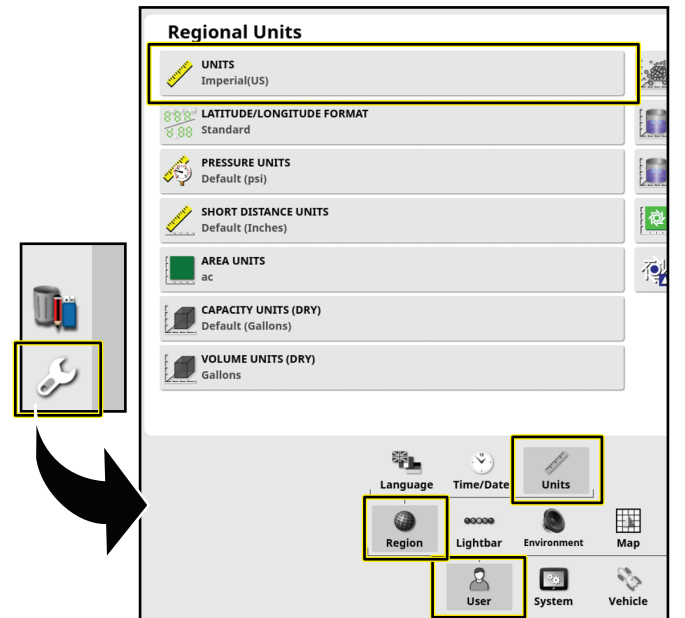 Regional Units
UNITS
Imperial(US)
LATITUDE/LONGITUDE FORMAT
Standard
PRESSURE UNITS
Default (psi)
SHORT DISTANCE UNITS
Default (Inches)
AREA UNITS
ac
CAPACITY UNITS (DRY)
Default (Gallons)
VOLUME UNITS (DRY)
Gallons
Language Time/Date Units
Region Lightbar Environment Map
User System Vehicle